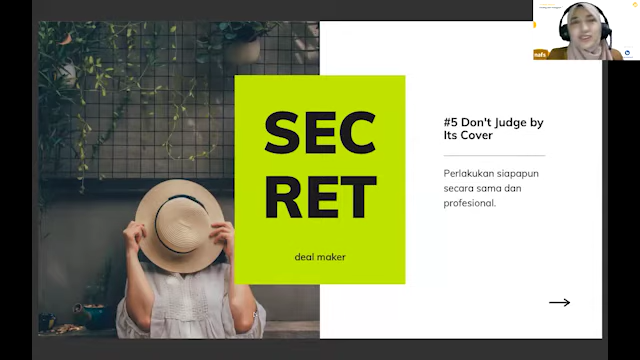 SEC
RET
deal maker
#5 Don't Judge by
Its Cover
Perlakukan siapapun
secara sama dan
profesional.
nafs